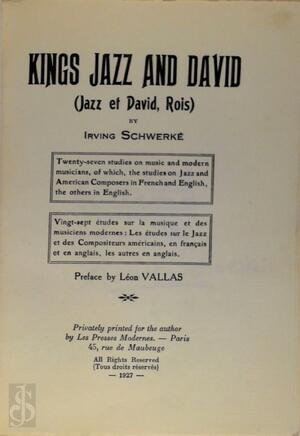 KINGS JAZZ AND DAVID
(Jazz et David, Rois)
BY
IRVING SCHWERKÉ
Twenty-seven studies on music and modern
musicians, of which, the studies on Jazz and
American Composers in French and English,
the others in English.
Vingt-sept études sur la musique et des
musiciens modernes : Les études sur le Jazz
et des Compositeurs américains, en français
et en anglais, les autres en anglais.
Preface by Léon VALLAS
Privately printed for the author
by Les Presses Modernes. — Paris
45, rue de Maubeuge
All Rights Reserved
(Tous droits réservés)
— 1927 —